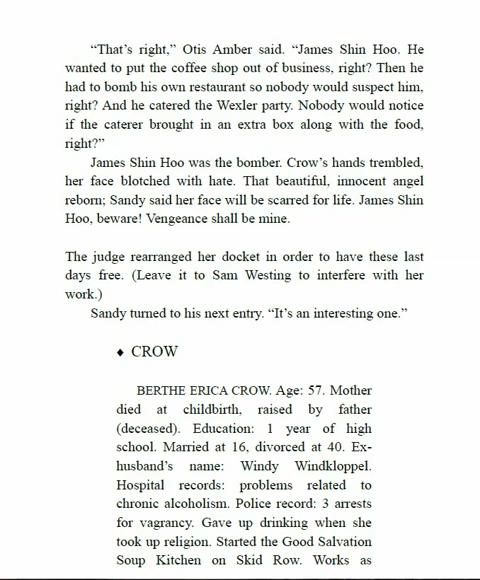 “That’s right,” Otis Amber said. “James Shin Hoo. He
wanted to put the coffee shop out of business, right? Then he
had to bomb his own restaurant so nobody would suspect him,
right? And he catered the Wexler party. Nobody would notice
if the caterer brought in an extra box along with the food,
right?”
James Shin Hoo was the bomber. Crow’s hands trembled,
her face blotched with hate. That beautiful, innocent angel
reborn; Sandy said her face will be scarred for life. James Shin
Hoo, beware! Vengeance shall be mine.
The judge rearranged her docket in order to have these last
days free. (Leave it to Sam Westing to interfere with her
work.)
Sandy turned to his next entry. “It’s an interesting one.”
♦ CROW
BERTHE ERICA CROW. Age: 57. Mother
died at childbirth, raised by father
(deceased). Education: 1 year of high
school. Married at 16, divorced at 40. Ex-
husband’s name: Windy Windkloppel.
Hospital records: problems related to
chronic alcoholism. Police record: 3 arrests
for vagrancy. Gave up drinking when she
took up religion. Started the Good Salvation
Soup Kitchen on Skid Row. Works as